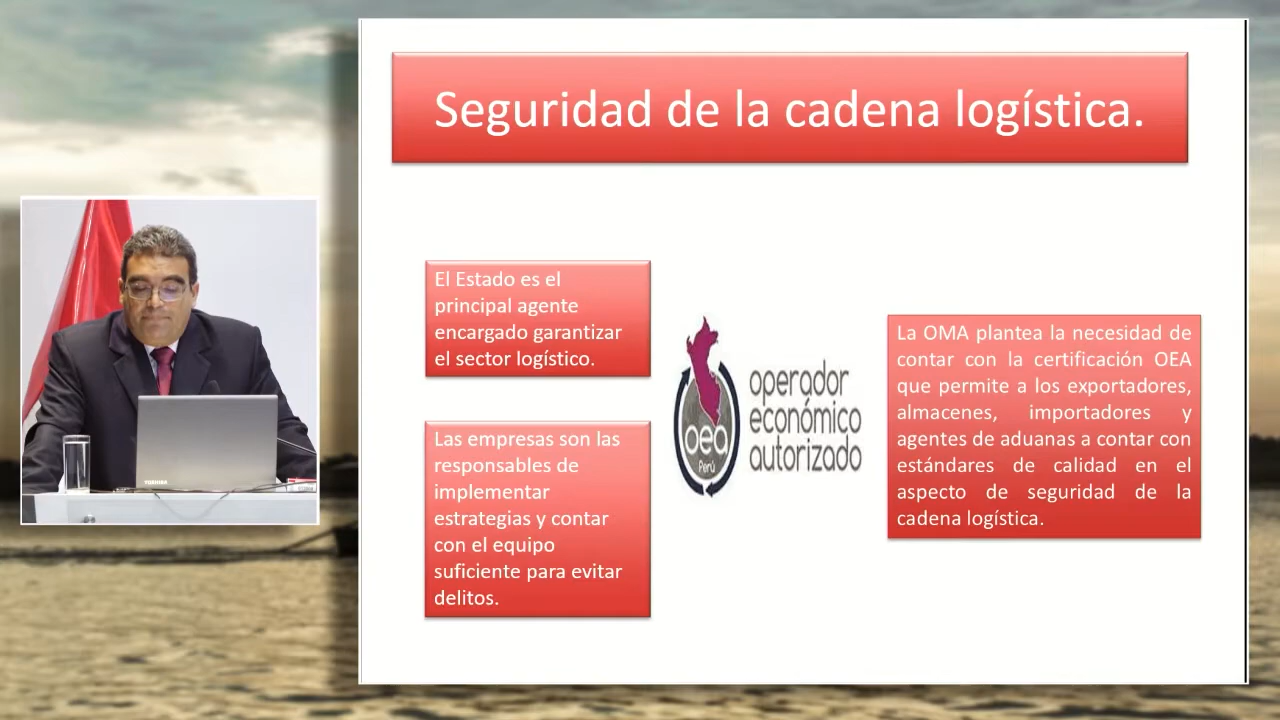 Seguridad de la cadena logística.
El Estado es el
principal agente
encargado garantizar
el sector logístico.
Las empresas son las
responsables de
implementar
estrategias y contar
con el equipo
suficiente para evitar
delitos.
oea
Perú
operador
económico
autorizado
La OMA plantea la necesidad de
contar con la certificación OEA
que permite a los exportadores,
almacenes, importadores y
agentes de aduanas a contar con
estándares de calidad en el
aspecto de seguridad de la
cadena logística.
TOSHIBA